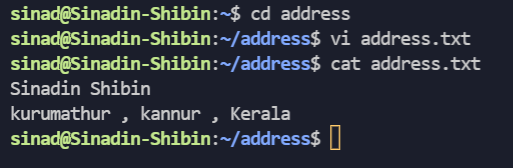 sinad@Sinadin-Shibin:~$ cd address
sinad@Sinadin-Shibin:~/address$ vi address.txt
sinad@Sinadin-Shibin:~/address$ cat address.txt
Sinadin Shibin
kurumathur , kannur , Kerala
sinad@Sinadin-Shibin:~/address$